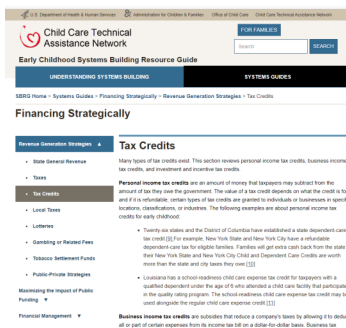 U.S. Department of Health & Human Services Administration for Children & Families Office of Child Care Child Care Technical Assistance Network
Child Care Technical
Assistance Network
FOR FAMILIES
Search
SEARCH
Early Childhood Systems Building Resource Guide
UNDERSTANDING SYSTEMS BUILDING
SYSTEMS GUIDES
SBRG Home > Systems Guides > Financing Strategically > Revenue Generation Strategies > Tax Credits
Financing Strategically
Revenue Generation Strategies ▲
• State General Revenue
• Taxes
• Tax Credits
• Local Taxes
• Lotteries
• Gambling or Related Fees
• Tobacco Settlement Funds
• Public-Private Strategies
Maximizing the Impact of Public
Funding ▼
Financial Management ▼
Tax Credits
Many types of tax credits exist. This section reviews personal income tax credits, business income
tax credits, and investment and incentive tax credits.
Personal income tax credits are an amount of money that taxpayers may subtract from the
amount of tax they owe the government. The value of a tax credit depends on what the credit is fo
and if it is refundable; certain types of tax credits are granted to individuals or businesses in specif
locations, classifications, or industries. The following examples are about personal income tax
credits for early childhood.
• Twenty-six states and the District of Columbia have established a state dependent-care
tax credit.[9] For example, New York State and New York City have a refundable
dependent-care tax for eligible families. Families will get extra cash back from the state
their New York State and New York City Child and Dependent Care Credits are worth
more than the state and city taxes they owe.[10]
• Louisiana has a school-readiness child care expense tax credit for taxpayers with a
qualified dependent under the age of 6 who attended a child care facility that participate
in the quality rating program. The school-readiness child care expense tax credit may b
used alongside the regular child care expense credit.[11]
Business income tax credits are subsidies that reduce a company's taxes by allowing it to dedu
all or part of certain expenses from its income tax bill on a dollar-for-dollar basis. Business tax